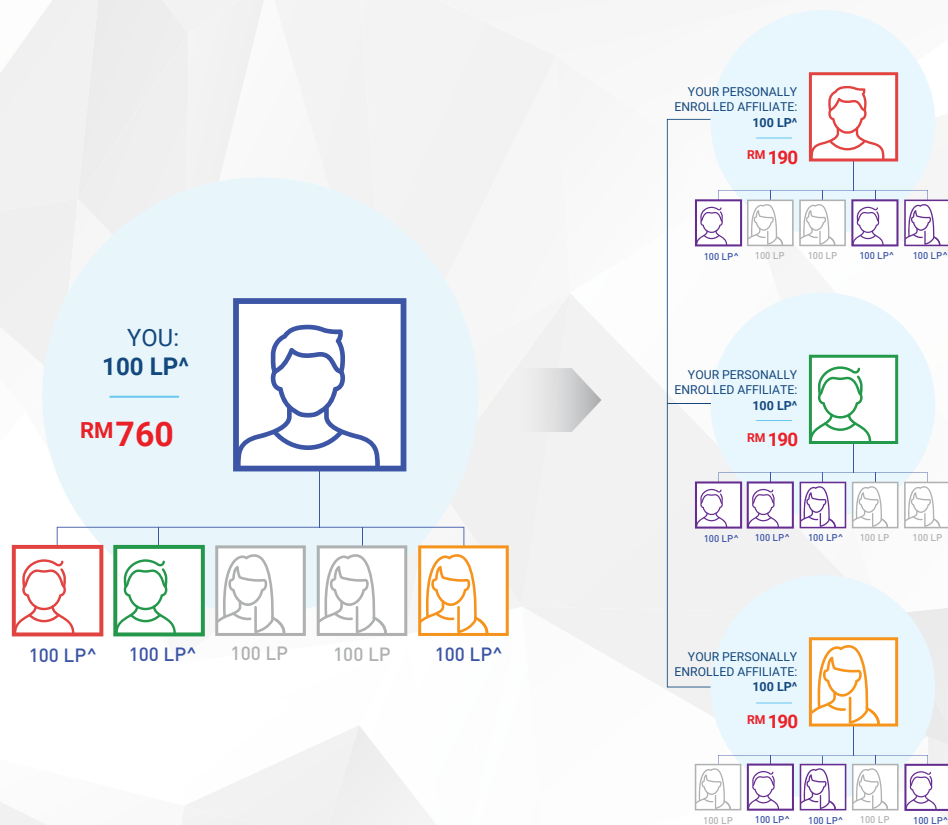 YOU:
100 LP^
RM760
100 LP^ 100 LP^ 100 LP 100 LP 100 LP^
YOUR PERSONALLY
ENROLLED AFFILIATE:
100 LP^
RM 190
100 LP^ 100 LP 100 LP 100 LP^ 100 LP^
YOUR PERSONALLY
ENROLLED AFFILIATE:
100 LP^
RM 190
100 LP^ 100 LP^ 100 LP^ 100 LP 100 LP
YOUR PERSONALLY
ENROLLED AFFILIATE:
100 LP^
RM 190
100 LP 100 LP^ 100 LP^ 100 LP 100 LP^